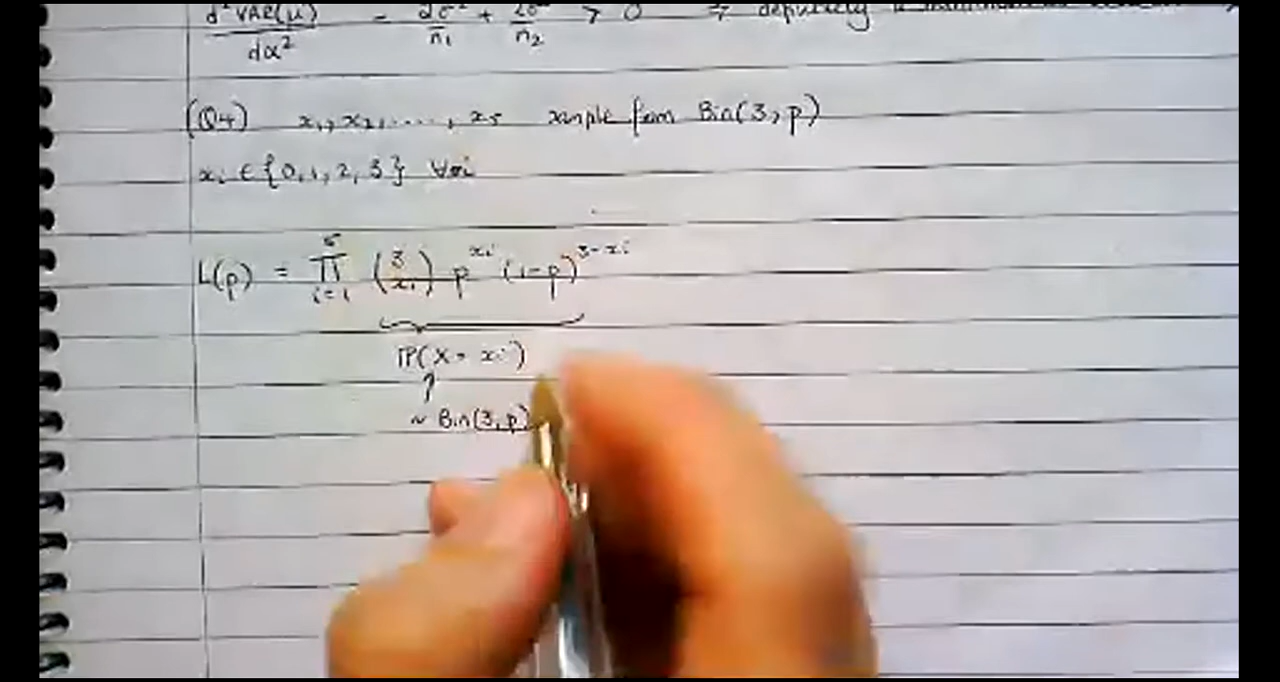 d²VAR(μ)
dα²
= 2σ²/n₁ + 2σ²/n₂ > 0 ⇒ definitely a
(Q4) x₁, x₂, ...., x₅ sample from Bin(3, p)
xᵢ ∈ {0, 1, 2, 3} ∀ i
L(p) = ∏ᵢ₌₁⁵ (3 xᵢ) p^xᵢ (1-p)^3-xᵢ
ℙ(X = xᵢ)
↑
~ Bin(3, p)